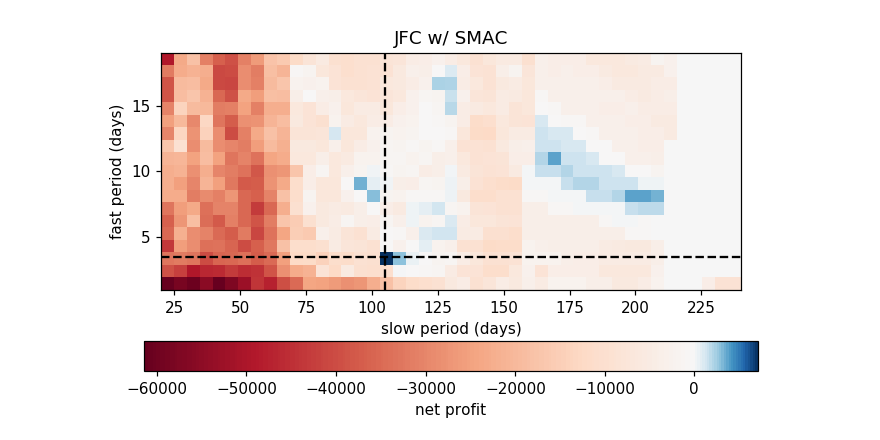 JFC w/ SMAC
fast period (days)
15
10
5
25 50 75 100 125 150 175 200 225
slow period (days)
−60000 −50000 −40000 −30000 −20000 −10000 0
net profit